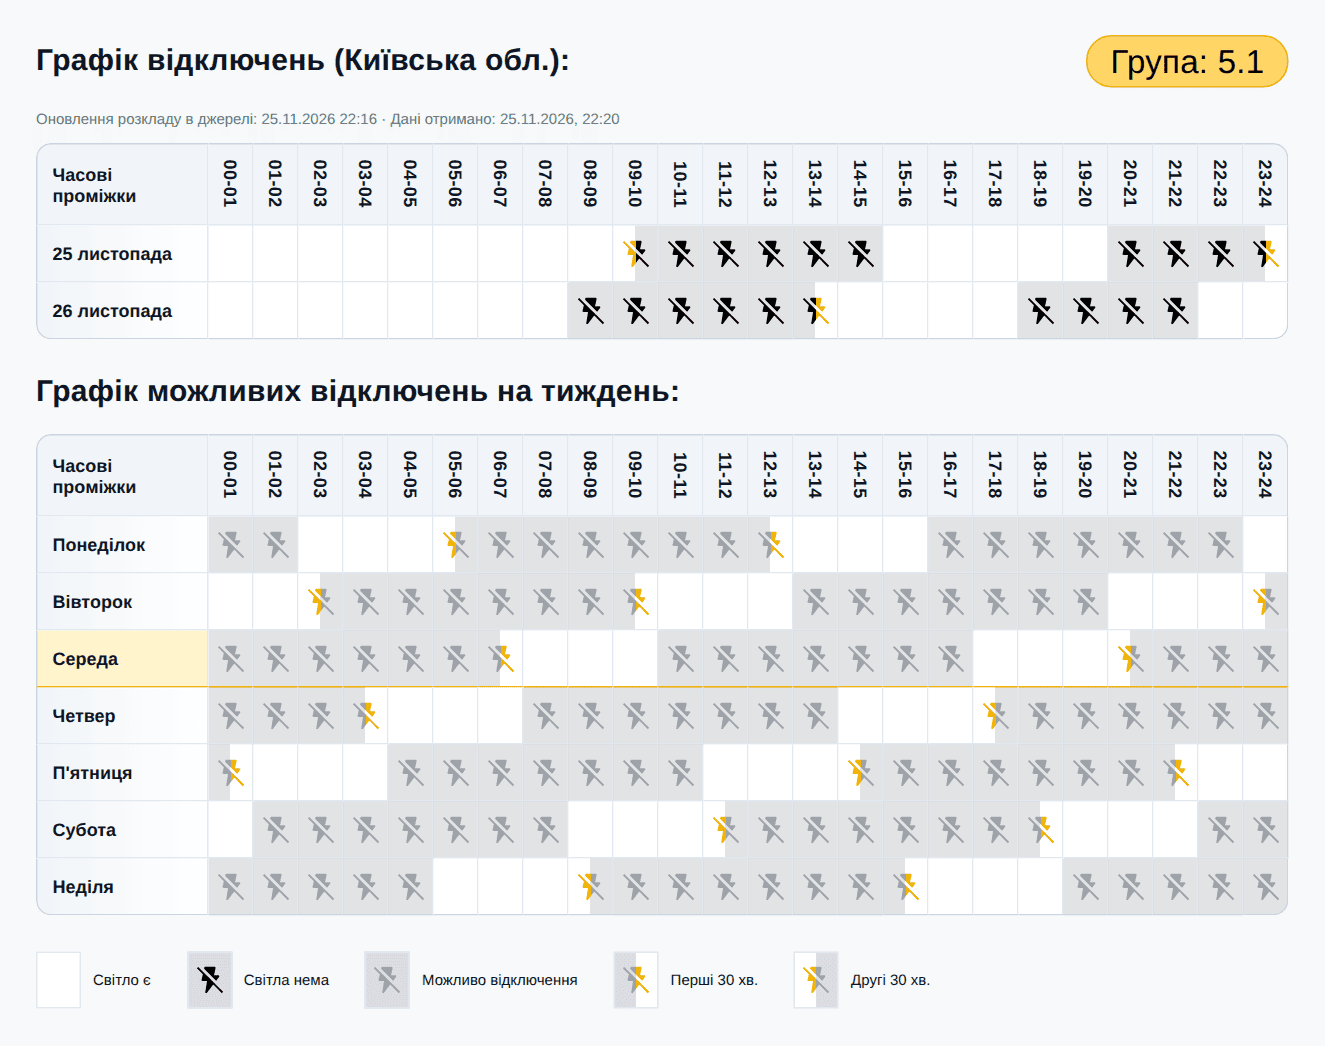 Графік відключень (Київська обл.):
Група: 5.1
Оновлення розкладу в джерелі: 25.11.2026 22:16 · Дані отримано: 25.11.2026, 22:20
Часові проміжки 00-01 01-02 02-03 03-04 04-05 05-06 06-07 07-08 08-09 09-10 10-11 11-12 12-13 13-14 14-15 15-16 16-17 17-18 18-19 19-20 20-21 21-22 22-23 23-24
25 листопада
26 листопада
Графік можливих відключень на тиждень:
Часові проміжки 00-01 01-02 02-03 03-04 04-05 05-06 06-07 07-08 08-09 09-10 10-11 11-12 12-13 13-14 14-15 15-16 16-17 17-18 18-19 19-20 20-21 21-22 22-23 23-24
Понеділок
Вівторок
Середа
Четвер
П'ятниця
Субота
Неділя
Світло є Світла нема Можливо відключення Перші 30 хв. Другі 30 хв.